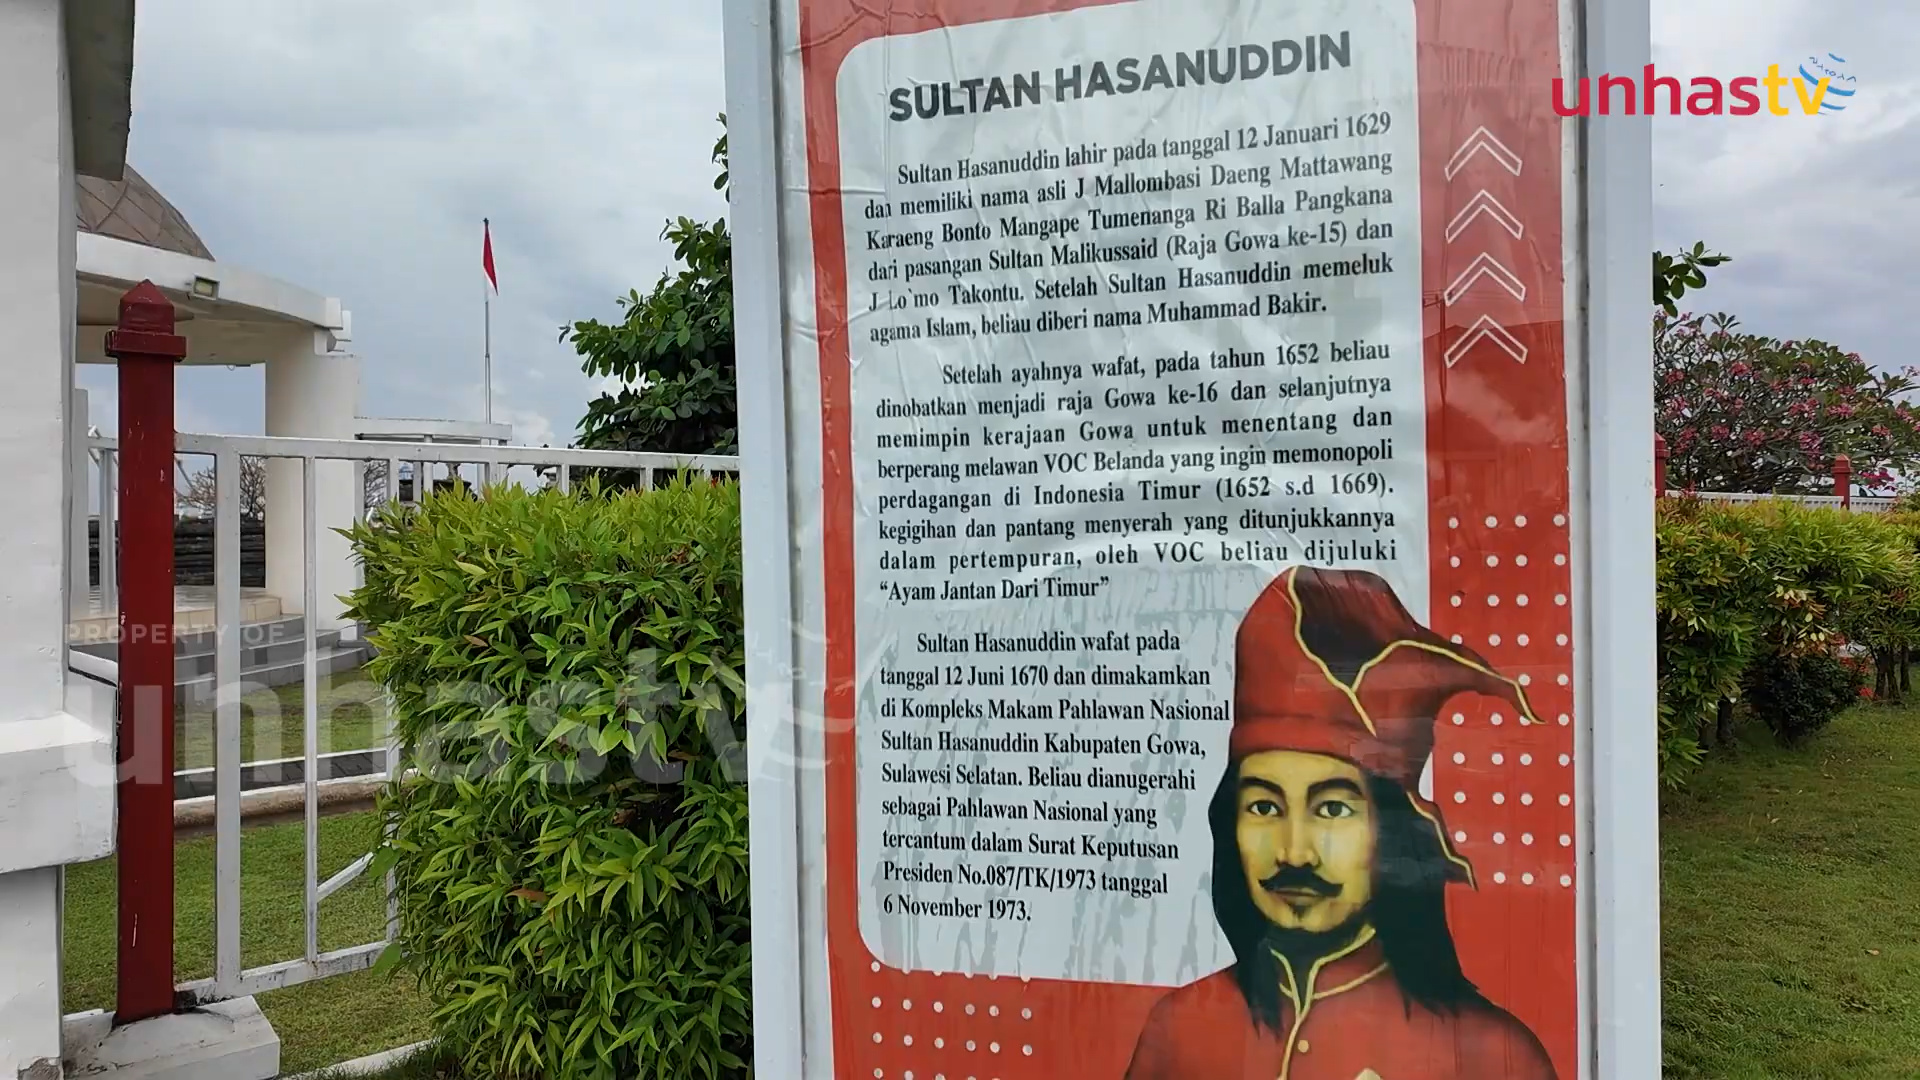 unhastv
SULTAN HASANUDDIN
Sultan Hasanuddin lahir pada tanggal 12 Januari 1629
dan memiliki nama asli J Mallombasi Daeng Mattawang
Karaeng Bonto Mangape Tumenanga Ri Balla Pangkana
dari pasangan Sultan Malikussaid (Raja Gowa ke-15) dan
J Lo`mo Takontu. Setelah Sultan Hasanuddin memeluk
agama Islam, beliau diberi nama Muhammad Bakir.
Setelah ayahnya wafat, pada tahun 1652 beliau
dinobatkan menjadi raja Gowa ke-16 dan selanjutnya
memimpin kerajaan Gowa untuk menentang dan
berperang melawan VOC Belanda yang ingin memonopoli
perdagangan di Indonesia Timur (1652 s.d 1669).
kegigihan dan pantang menyerah yang ditunjukkannya
dalam pertempuran, oleh VOC beliau dijuluki
“Ayam Jantan Dari Timur”
Sultan Hasanuddin wafat pada
tanggal 12 Juni 1670 dan dimakamkan
di Kompleks Makam Pahlawan Nasional
Sultan Hasanuddin Kabupaten Gowa,
Sulawesi Selatan. Beliau dianugerahi
sebagai Pahlawan Nasional yang
tercantum dalam Surat Keputusan
Presiden No.087/TK/1973 tanggal
6 November 1973.
PROPERTY OF
unhastv